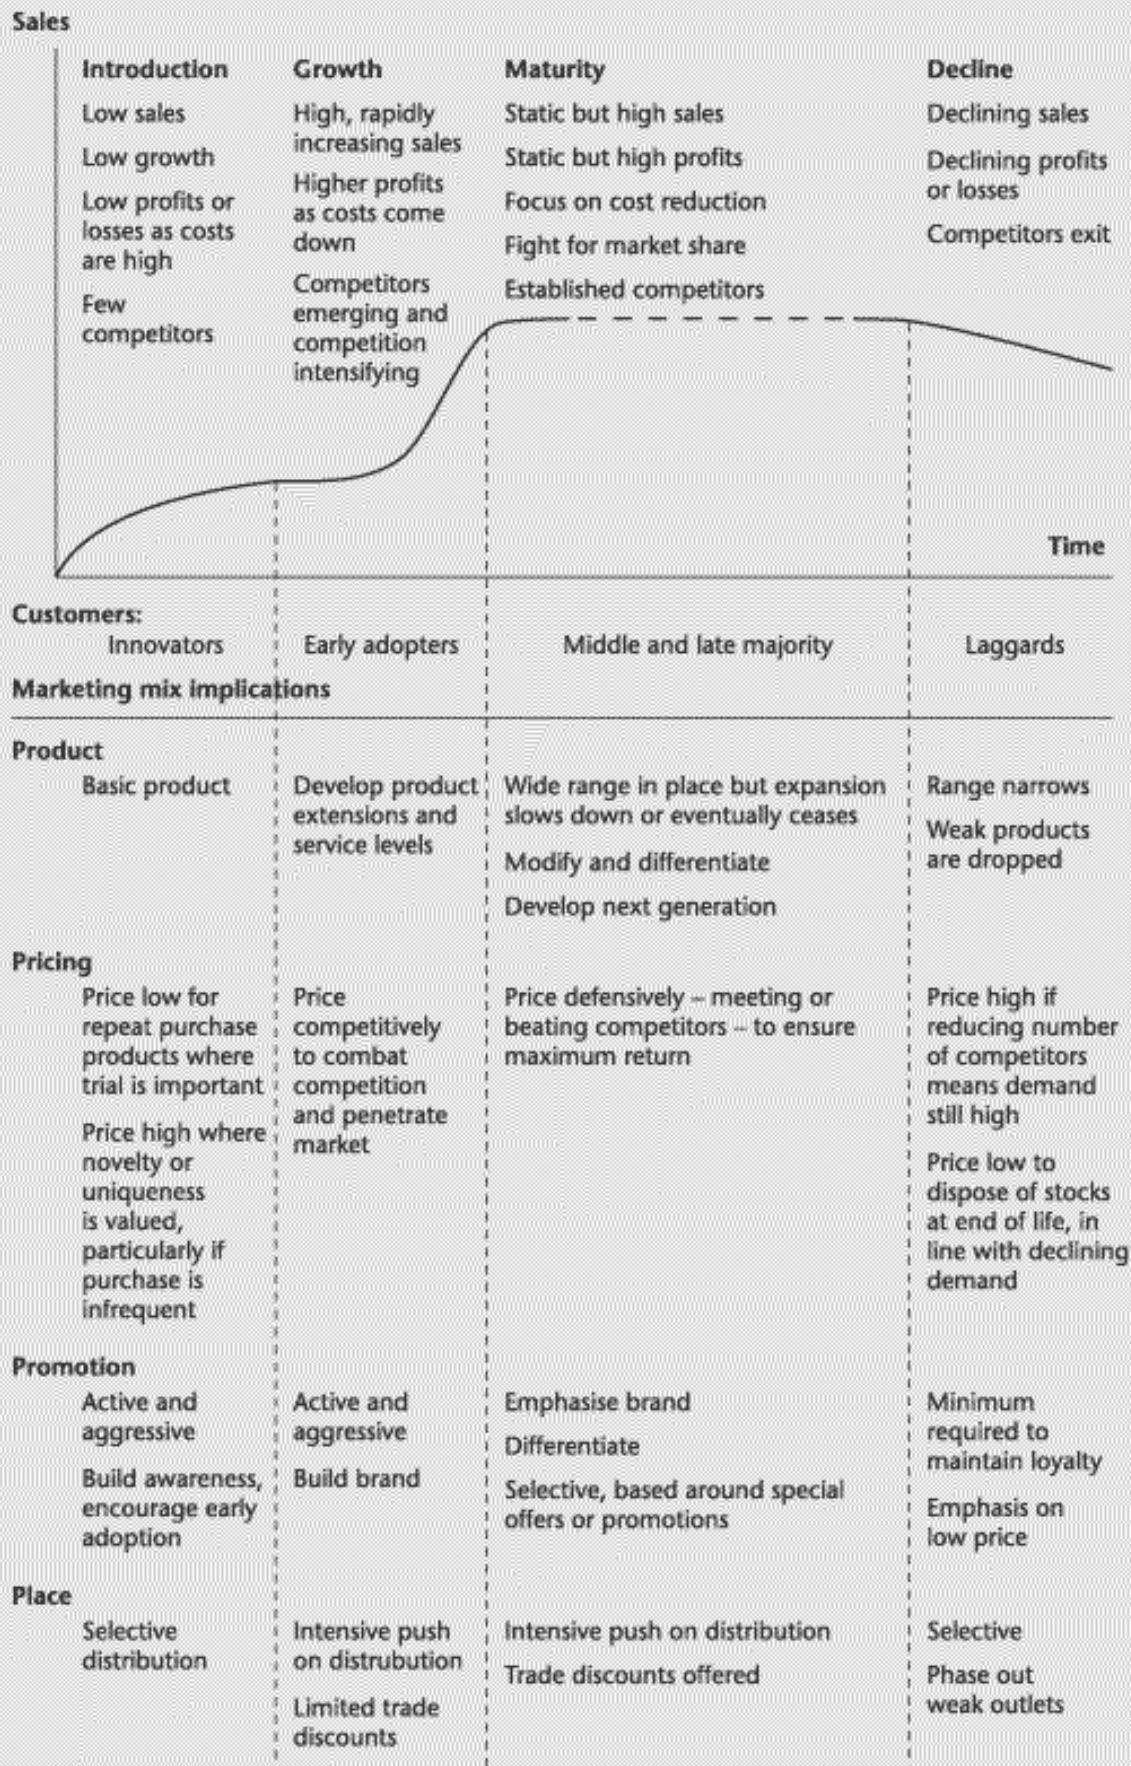 Sales
Introduction
Low sales
Low growth
Low profits or
losses as costs
are high
Few
competitors
Growth
High, rapidly
increasing sales
Higher profits
as costs come
down
Competitors
emerging and
competition
intensifying
Maturity
Static but high sales
Static but high profits
Focus on cost reduction
Fight for market share
Established competitors
Decline
Declining sales
Declining profits
or losses
Competitors exit
Time
Customers:
Innovators
Early adopters
Middle and late majority
Laggards
Marketing mix implications
Product
Basic product
Develop product
extensions and
service levels
Wide range in place but expansion
slows down or eventually ceases
Modify and differentiate
Develop next generation
Range narrows
Weak products
are dropped
Pricing
Price low for
repeat purchase
products where
trial is important
Price high where
novelty or
uniqueness
is valued,
particularly if
purchase is
infrequent
Price
competitively
to combat
competition
and penetrate
market
Price defensively – meeting or
beating competitors – to ensure
maximum return
Price high if
reducing number
of competitors
means demand
still high
Price low to
dispose of stocks
at end of life, in
line with declining
demand
Promotion
Active and
aggressive
Build awareness,
encourage early
adoption
Active and
aggressive
Build brand
Emphasise brand
Differentiate
Selective, based around special
offers or promotions
Minimum
required to
maintain loyalty
Emphasis on
low price
Place
Selective
distribution
Intensive push
on distrubution
Limited trade
discounts
Intensive push on distribution
Trade discounts offered
Selective
Phase out
weak outlets